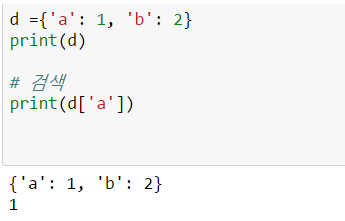 d ={'a': 1, 'b': 2}
print(d)
# 검색
print(d['a'])
{'a': 1, 'b': 2}
1